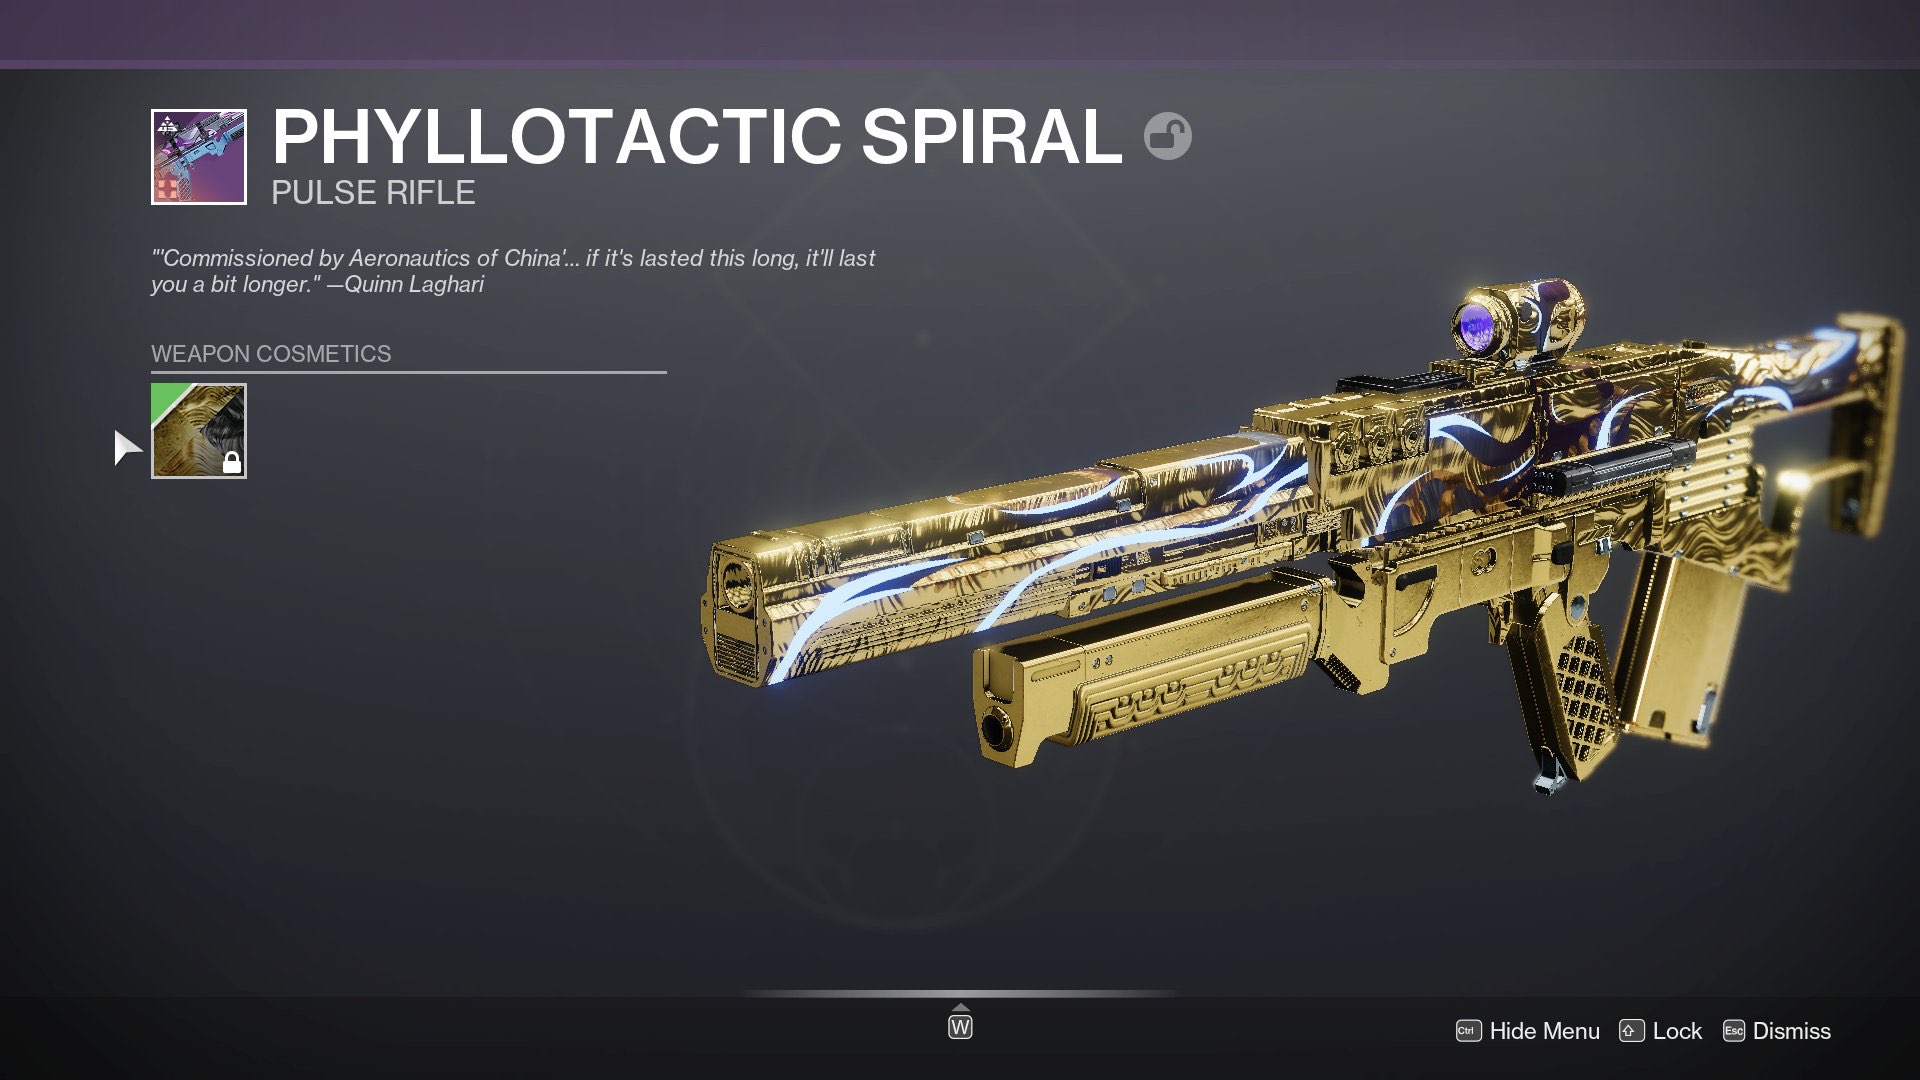 PHYLLOTACTIC SPIRAL
PULSE RIFLE
"'Commissioned by Aeronautics of China'... if it's lasted this long, it'll last
you a bit longer." —Quinn Laghari
WEAPON COSMETICS
W
Ctrl Hide Menu Lock Esc Dismiss